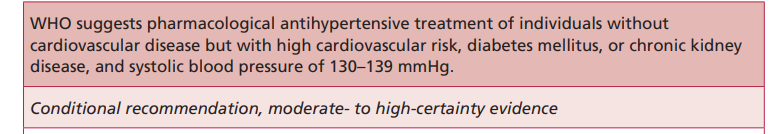 WHO suggests pharmacological antihypertensive treatment of individuals without
cardiovascular disease but with high cardiovascular risk, diabetes mellitus, or chronic kidney
disease, and systolic blood pressure of 130–139 mmHg.
Conditional recommendation, moderate- to high-certainty evidence